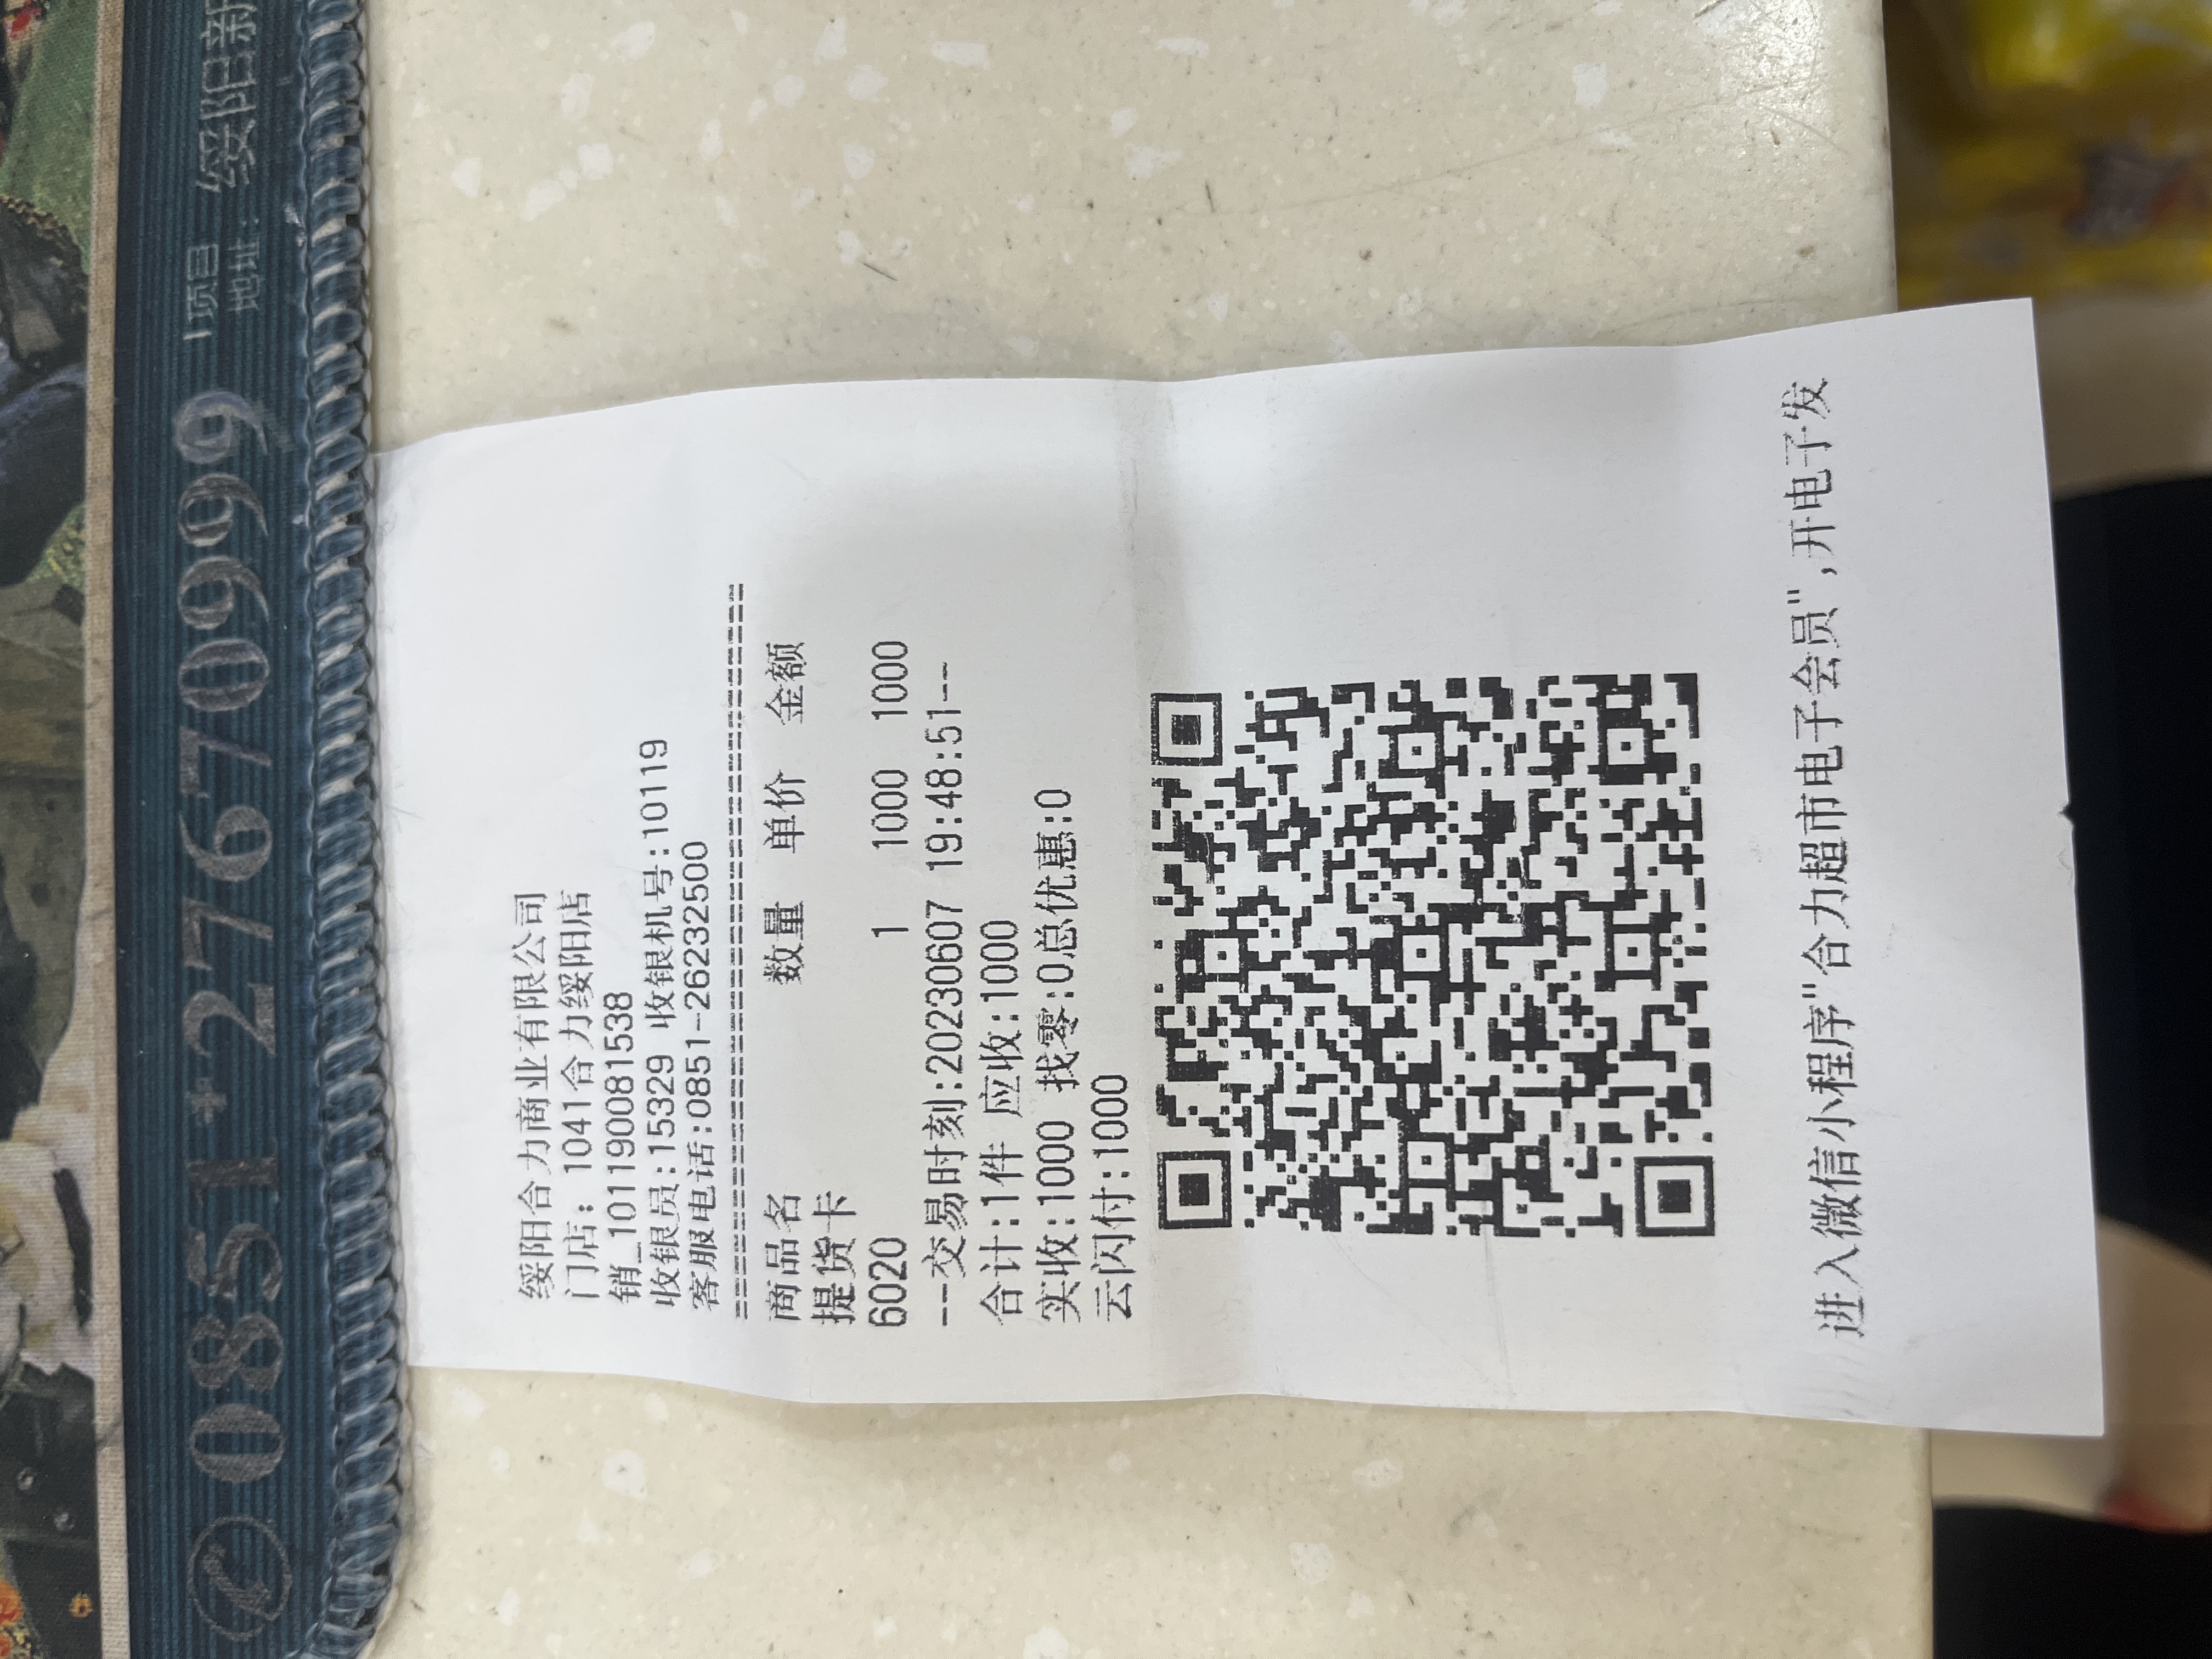 0851*27670999
项目
地址:
绥阳新
绥阳合力商业有限公司
门店: 1041合力绥阳店
销_101190081538
收银员:15329 收银机号:10119
客服电话:0851-26232500
商品名 数量 单价 金额
提货卡
6020 1 1000 1000
--交易时刻:20230607 19:48:51--
合计:1件 应收:1000
实收:1000 找零:0总优惠:0
云闪付:1000
进入微信小程序"合力超市电子会员",开电子发